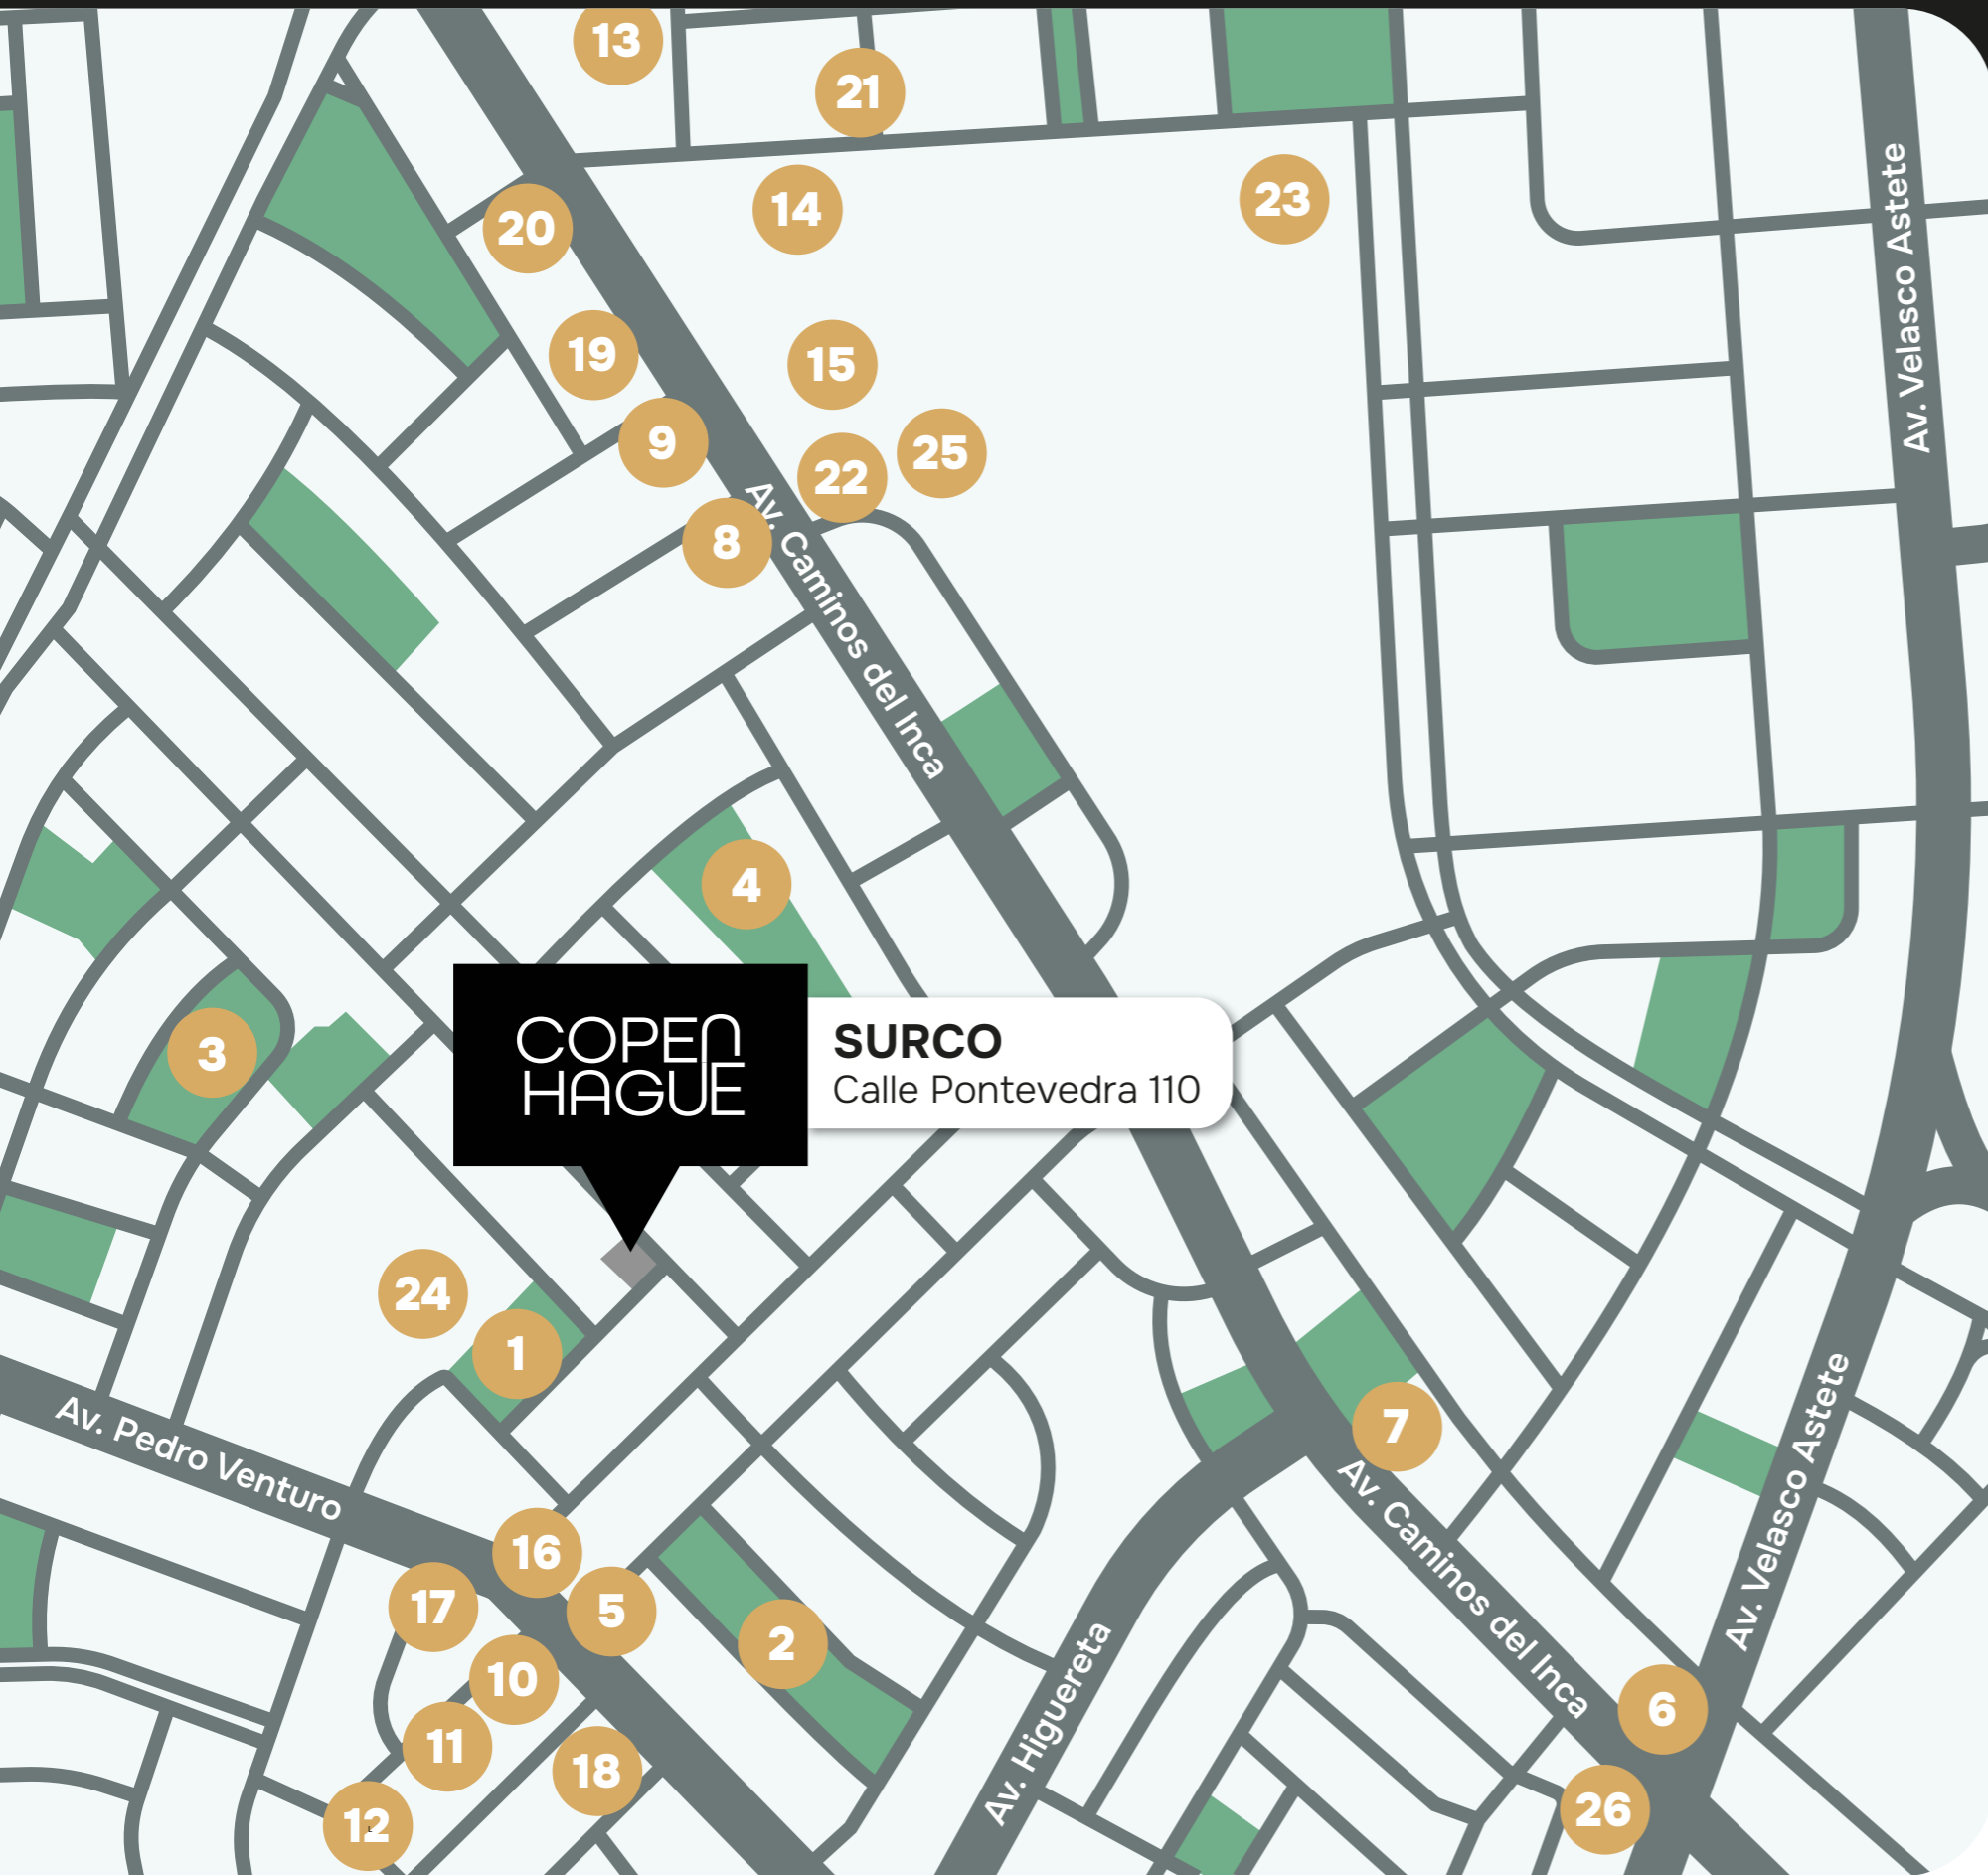 13
21
14
23
20
Av. Velasco Astete
19
15
9
25
22
8
Av. Caminos del Inca
4
COPEN
HAGUE
SURCO
Calle Pontevedra 110
3
24
1
Av. Pedro Venturo
7
16
17
5
2
10
11
18
12
Av. Higuereta
Av. Caminos del Inca
Av. Velasco Astete
6
26